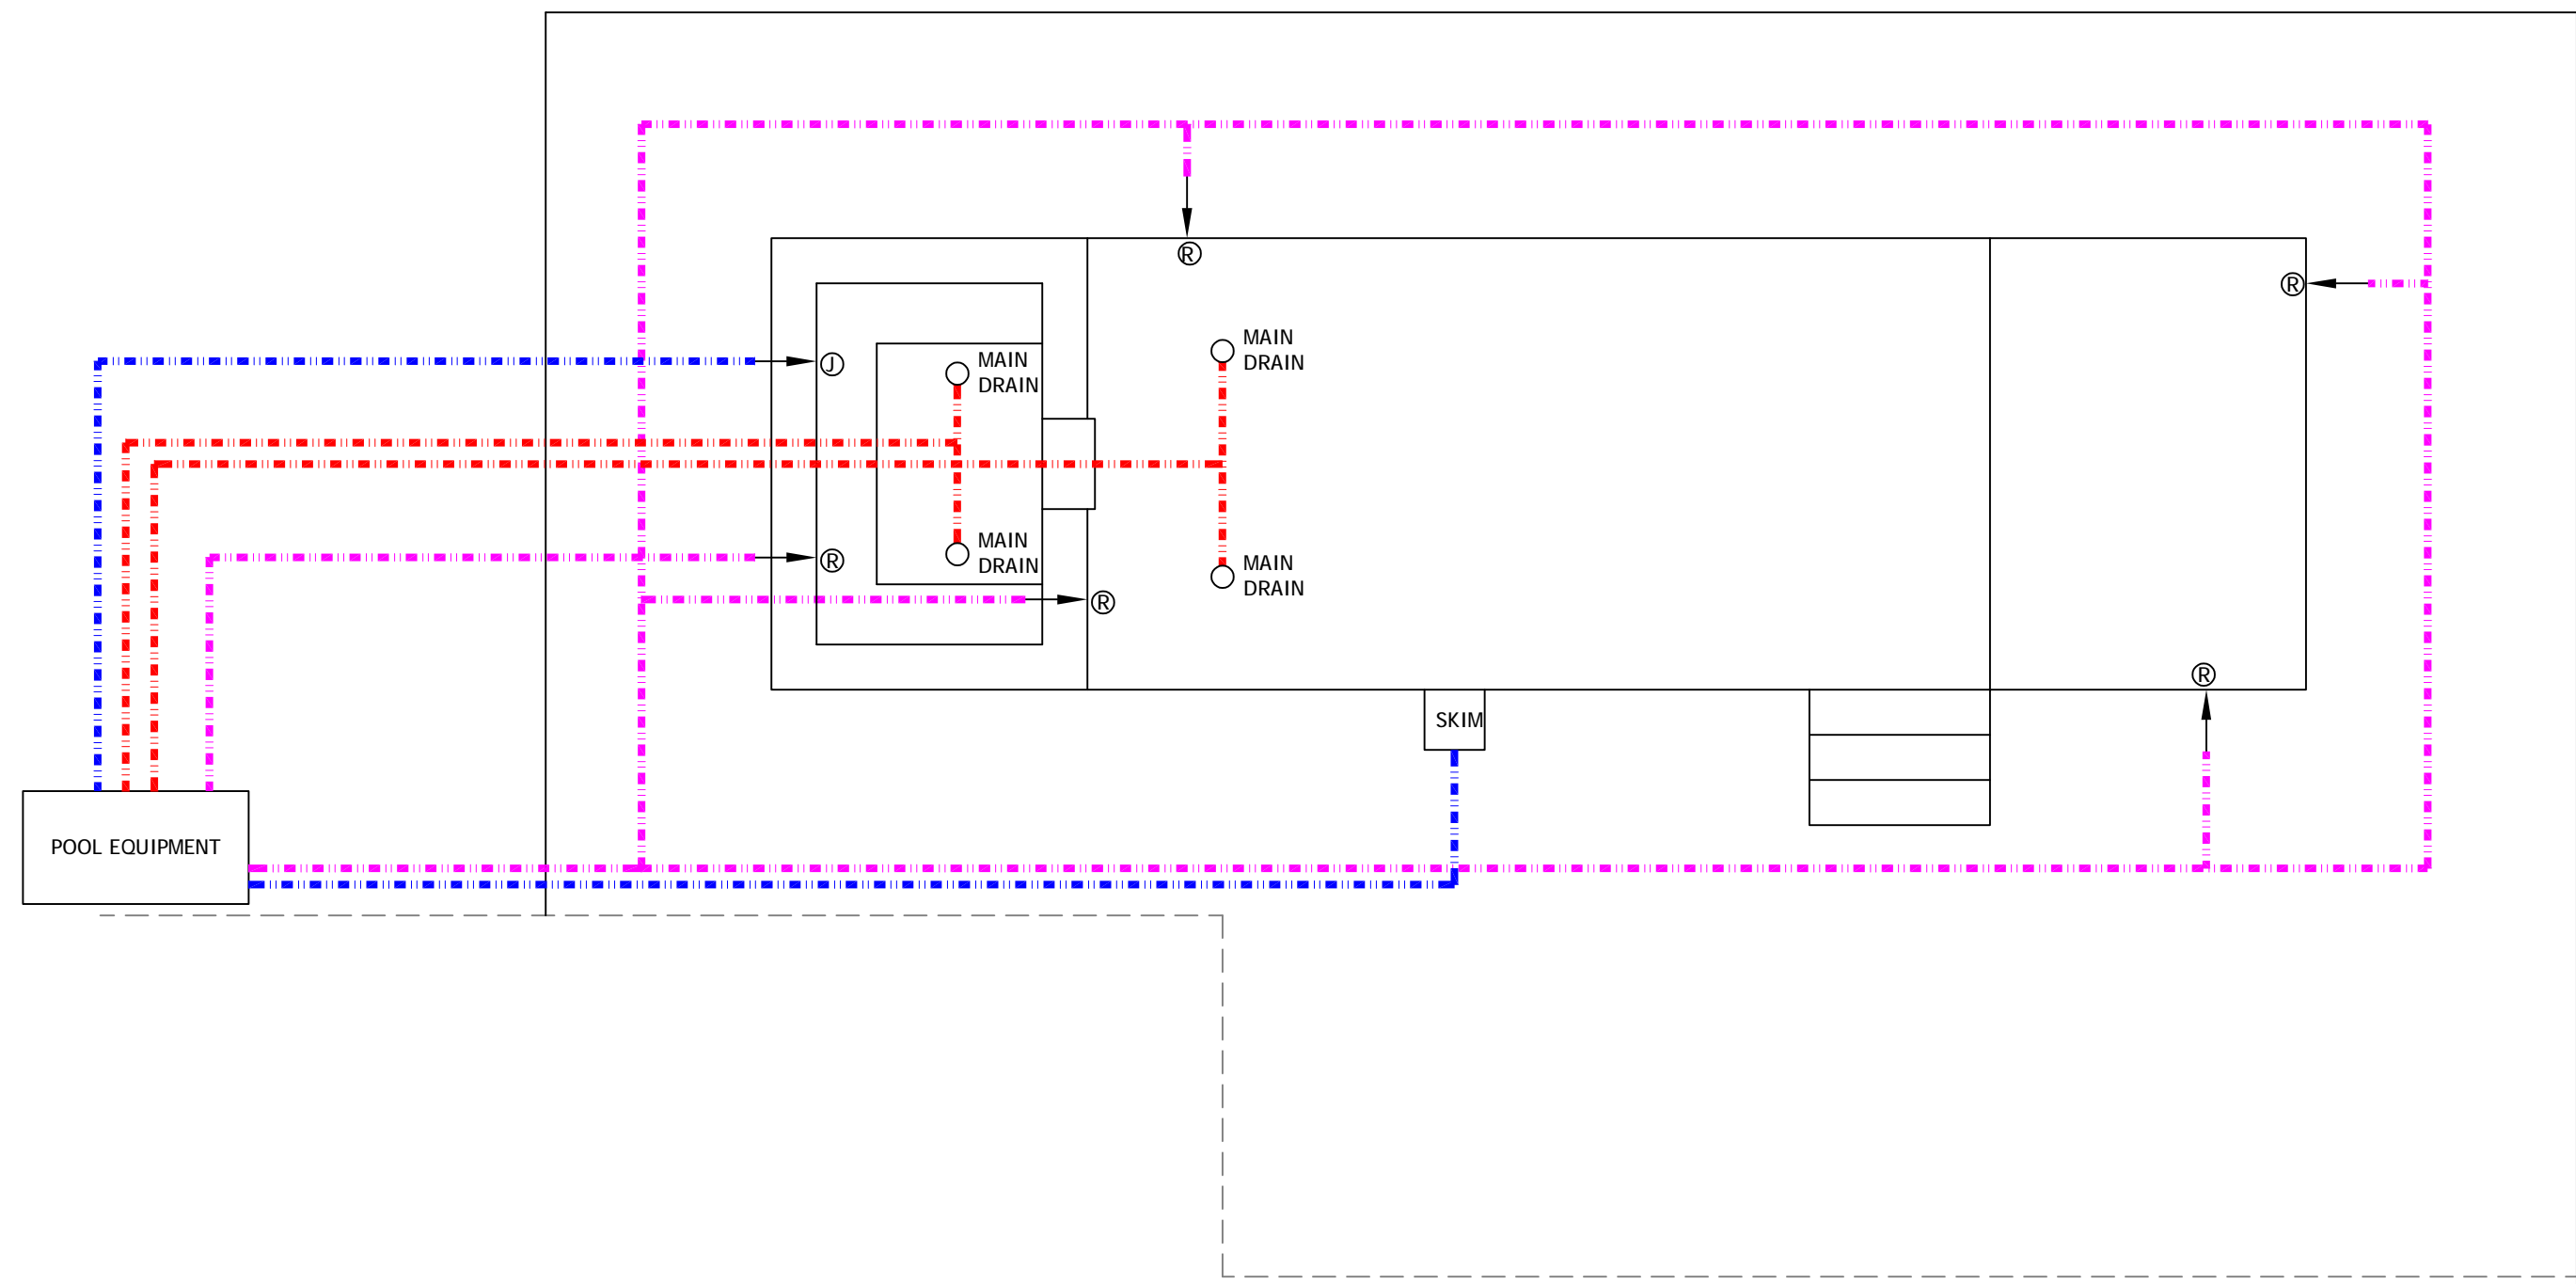 Ⓡ
Ⓡ
MAIN
DRAIN
MAIN
DRAIN
Ⓙ
MAIN
DRAIN
MAIN
DRAIN
Ⓡ
Ⓡ
Ⓡ
SKIM
POOL EQUIPMENT